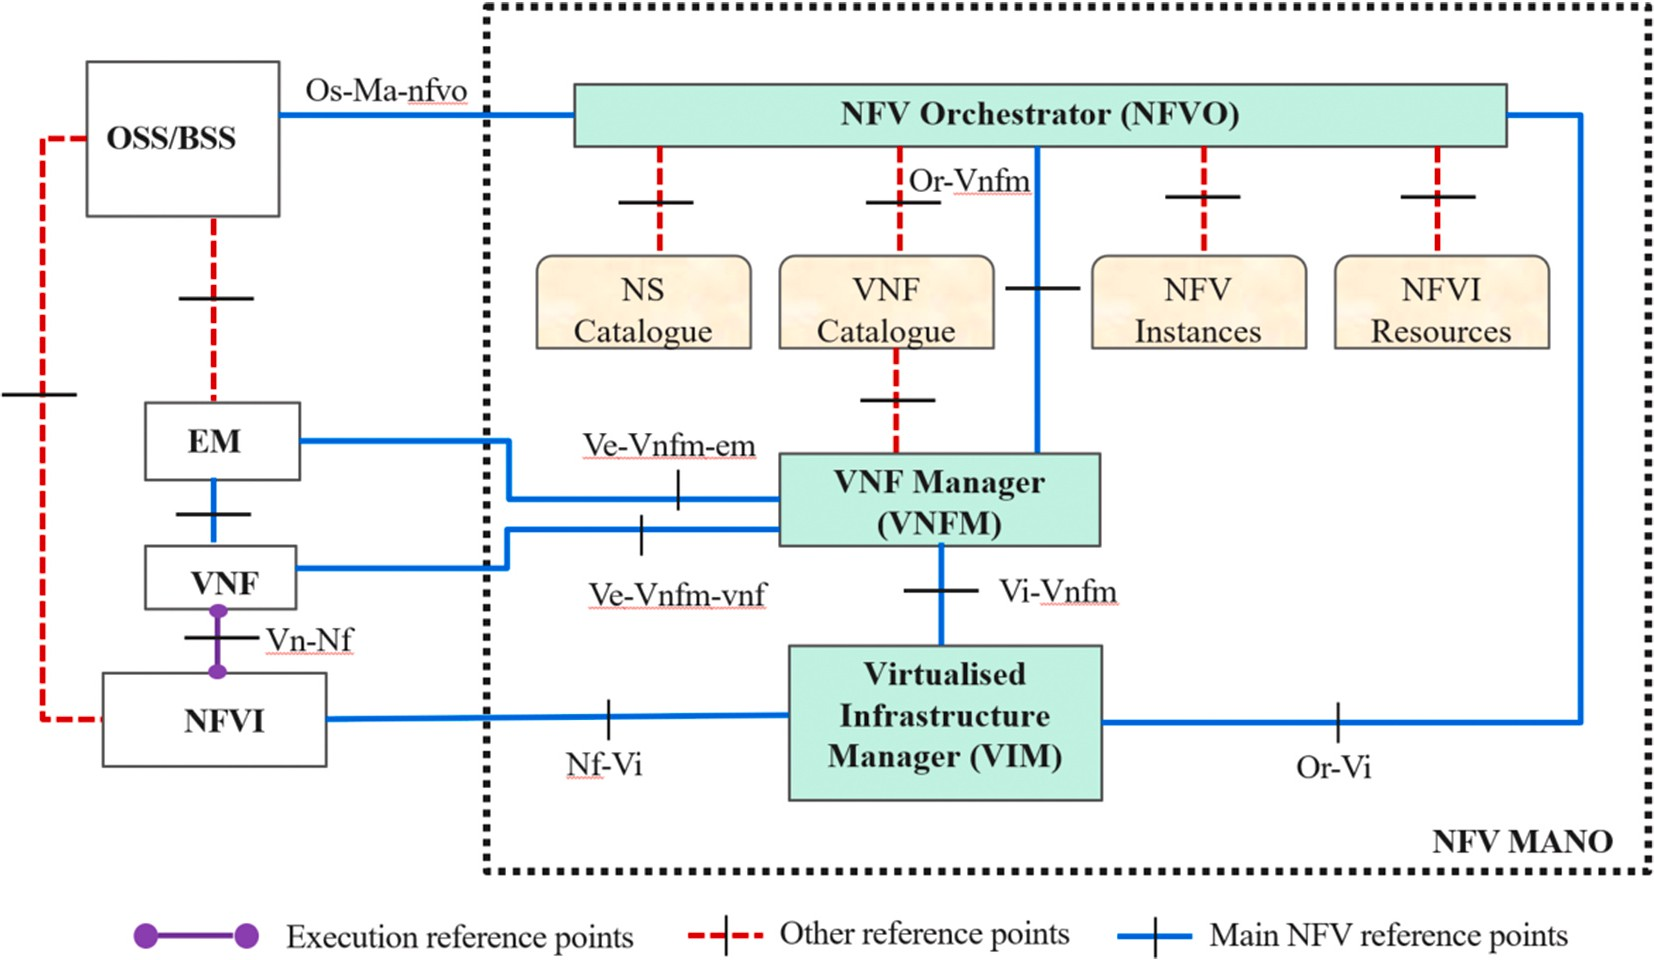 Os-Ma-nfvo
OSS/BSS
NFV Orchestrator (NFVO)
Or-Vnfm
NS
Catalogue
VNF
Catalogue
NFV
Instances
NFVI
Resources
EM
Ve-Vnfm-em
VNF Manager
(VNFM)
VNF
Ve-Vnfm-vnf
Vi-Vnfm
Vn-Nf
NFVI
Virtualised
Infrastructure
Manager (VIM)
Nf-Vi
Or-Vi
NFV MANO
Execution reference points
Other reference points
Main NFV reference points